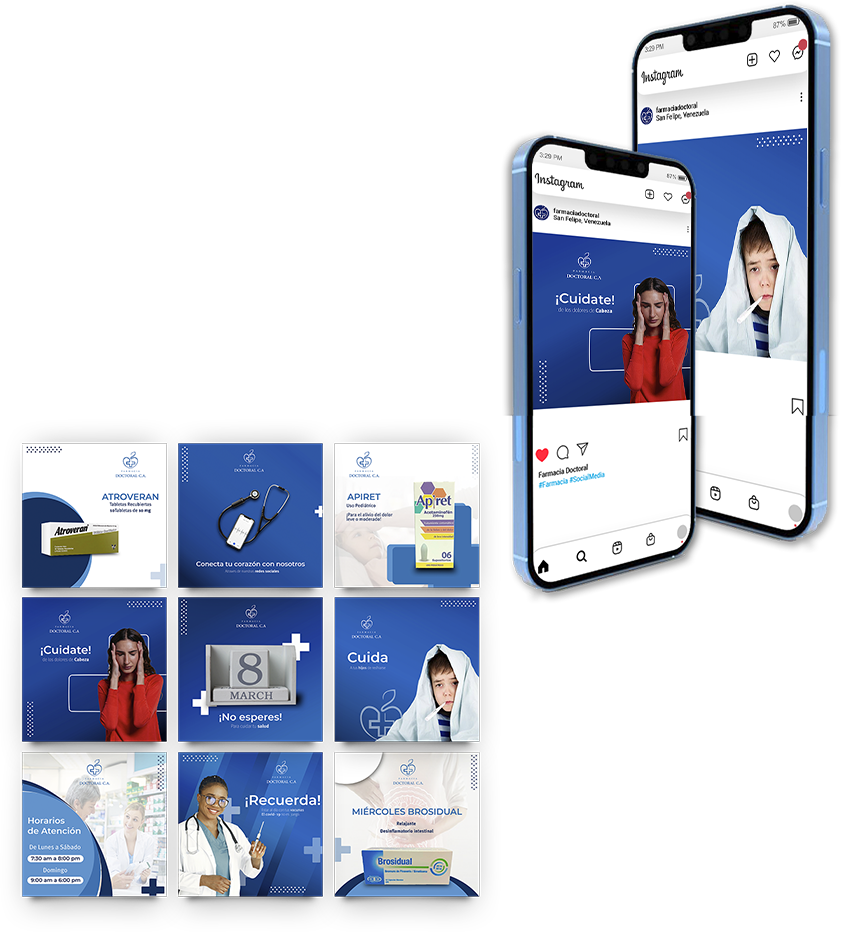 3:29 PM
87%
Instagram
farmaciadoctoral
San Felipe, Venezuela
3:29 PM
87%
Instagram
farmaciadoctoral
San Felipe, Venezuela
FARMACIA
DOCTORAL C.A
¡Cuidate!
de los dolores de Cabeza
Farmacia Doctoral
#Farmacia #SocialMedia
FARMACIA
DOCTORAL C.A.
ATROVERAN
Tabletas Recubiertas
solubletas de 10 mg
Atroveran
FARMACIA
DOCTORAL C.A
Conecta tu corazón con nosotros
redes sociales
FARMACIA
DOCTORAL C.A.
APIRET
Uso Pediátrico
¡Para el alivio del dolor
leve o moderado!
Apiret
Acetaminofén
06
FARMACIA
DOCTORAL C.A
¡Cuidate!
de los dolores de Cabeza
FARMACIA
DOCTORAL C.A
8
MARCH
¡No esperes!
Para cuidar tu salud
FARMACIA
DOCTORAL C.A
Cuida
A tus hijos
FARMACIA
DOCTORAL C.A
Horarios
de Atención
De Lunes a Sábado
7:30 am a 8:00 pm
Domingo
9:00 am a 6:00 pm
FARMACIA
DOCTORAL C.A
¡Recuerda!
FARMACIA
DOCTORAL C.A
MIÉRCOLES BROSIDUAL
Relajante
Desinflamatorio intestinal
Brosidual